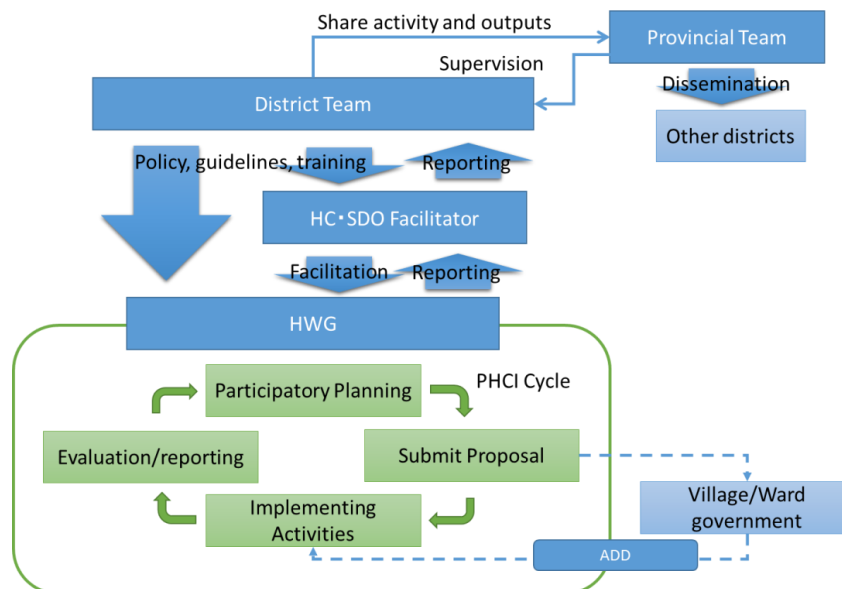 Share activity and outputs
Provincial Team
Supervision
Dissemination
District Team
Other districts
Policy, guidelines, training
Reporting
HC・SDO Facilitator
Facilitation
Reporting
HWG
Participatory Planning
PHCI Cycle
Evaluation/reporting
Submit Proposal
Implementing
Activities
Village/Ward
government
ADD